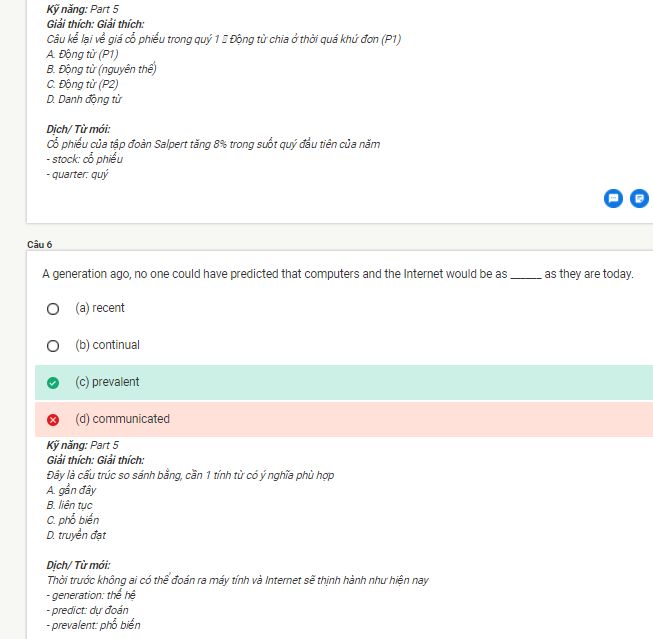 Kỹ năng: Part 5
Giải thích: Giải thích:
Câu kể lại về giá cổ phiếu trong quý 1  Động từ chia ở thời quá khứ đơn (P1)
A. Động từ (P1)
B. Động từ (nguyên thể)
C. Động từ (P2)
D. Danh động từ
Dịch/ Từ mới:
Cổ phiếu của tập đoàn Salpert tăng 8% trong suốt quý đầu tiên của năm
- stock: cổ phiếu
- quarter: quý
Câu 6
A generation ago, no one could have predicted that computers and the Internet would be as ______ as they are today.
(a) recent
(b) continual
(c) prevalent
(d) communicated
Kỹ năng: Part 5
Giải thích: Giải thích:
Đây là cấu trúc so sánh bằng, cần 1 tính từ có ý nghĩa phù hợp
A. gần đây
B. liên tục
C. phổ biến
D. truyền đạt
Dịch/ Từ mới:
Thời trước không ai có thể đoán ra máy tính và Internet sẽ thịnh hành như hiện nay
- generation: thế hệ
- predict: dự đoán
- prevalent: phổ biến